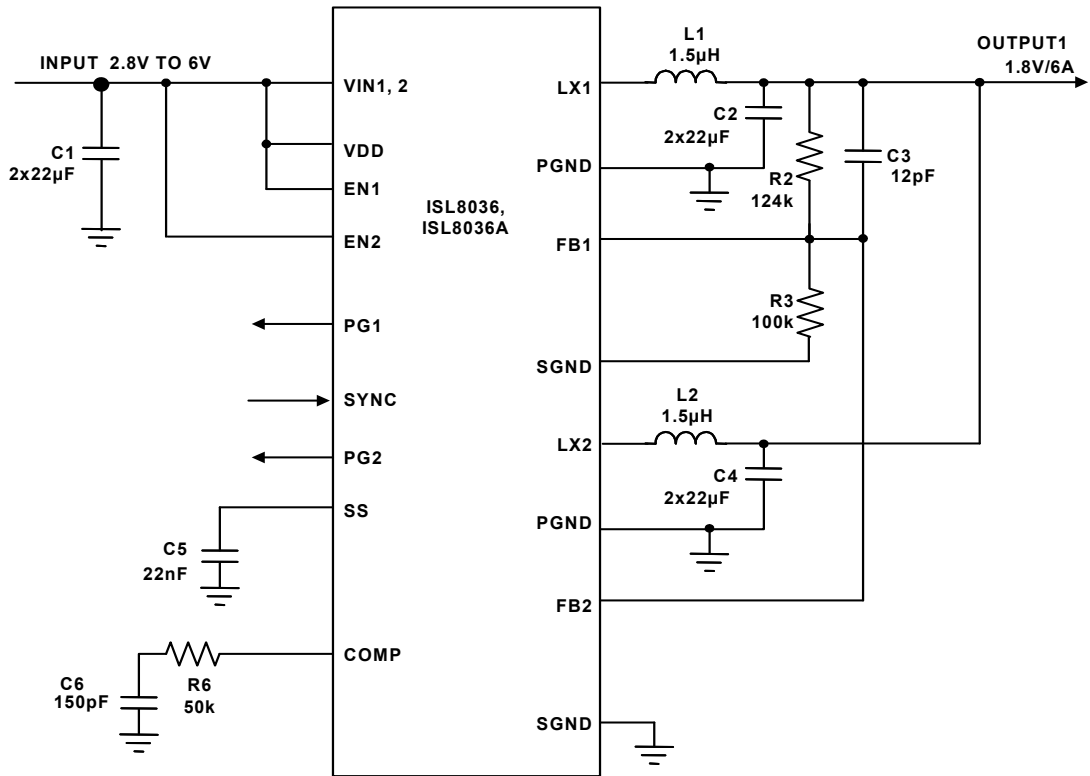 INPUT 2.8V TO 6V
C1
2x22µF
VIN1, 2
VDD
EN1
EN2
PG1
SYNC
PG2
SS
C5
22nF
COMP
R6
50k
C6
150pF
ISL8036,
ISL8036A
LX1
PGND
FB1
SGND
LX2
PGND
FB2
SGND
L1
1.5µH
OUTPUT1
1.8V/6A
C2
2x22µF
R2
124k
C3
12pF
R3
100k
L2
1.5µH
C4
2x22µF